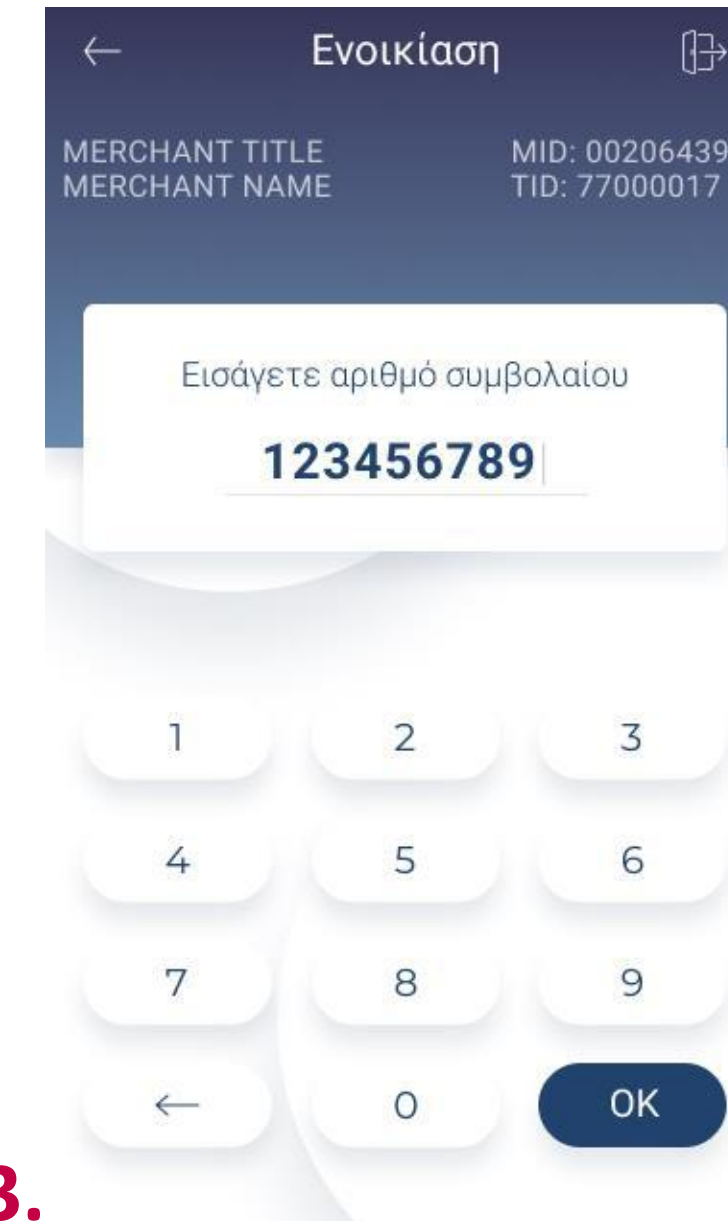 Ενοικίαση
MERCHANT TITLE MID: 00206439
MERCHANT NAME TID: 77000017
Εισάγετε αριθμό συμβολαίου
123456789
1 2 3
4 5 6
7 8 9
0 OK
3.